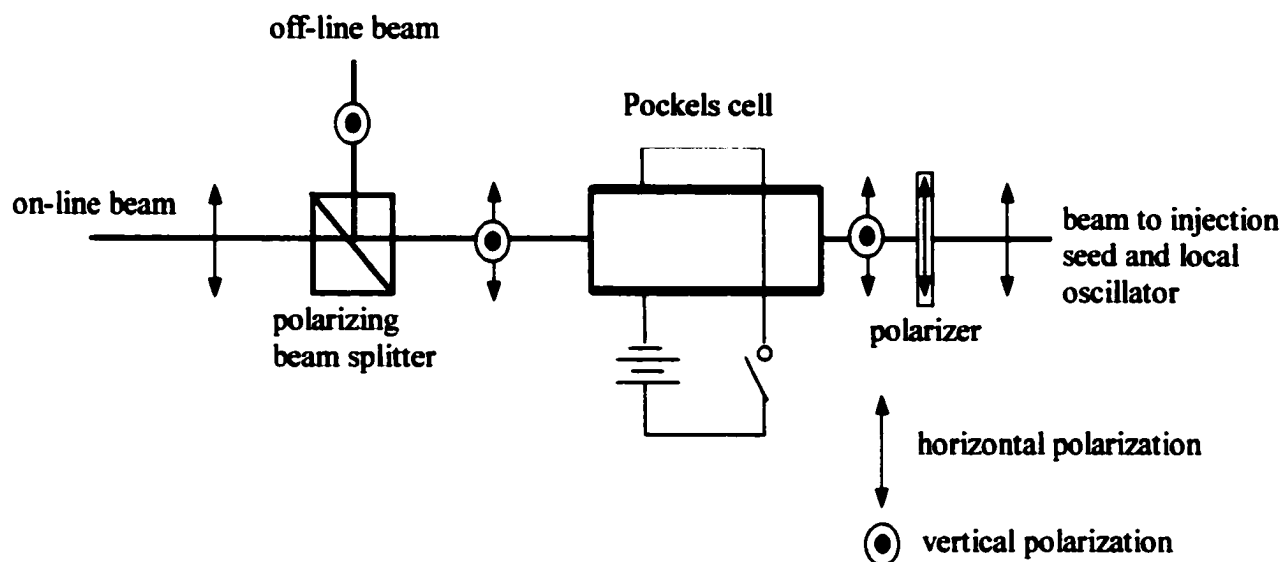 off-line beam
Pockels cell
on-line beam
beam to injection
seed and local
oscillator
polarizing
beam splitter
polarizer
horizontal polarization
vertical polarization